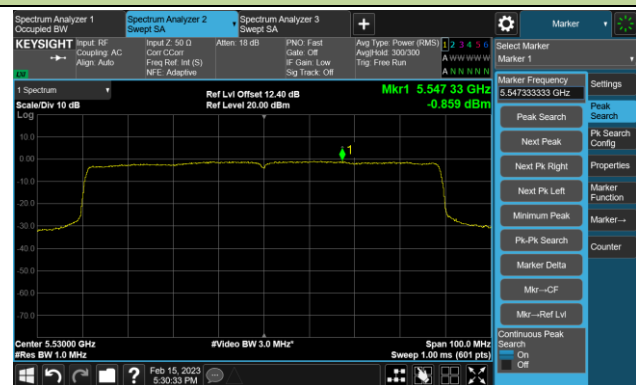 Spectrum Analyzer 1
Occupied BW
Spectrum Analyzer 2
Swept SA
Spectrum Analyzer 3
Swept SA
+
Marker
KEYSIGHT
Input: RF
Coupling: AC
Align: Auto
Input Z: 50 Ω
Corr CCorr
Freq Ref: Int (S)
NFE: Adaptive
Atten: 18 dB
PNO: Fast
Gate: Off
IF Gain: Low
Sig Track: Off
Avg Type: Power (RMS)
Avg|Hold: 300/300
Trig: Free Run
1 2 3 4 5 6
A W W W W W
A N N N N N
LXI
Select Marker
Marker 1
1 Spectrum
Scale/Div 10 dB
Log
Ref Lvl Offset 12.40 dB
Ref Level 20.00 dBm
Mkr1 5.547 33 GHz
-0.859 dBm
1
10.0
0.00
-10.0
-20.0
-30.0
-40.0
-50.0
-60.0
-70.0
Center 5.53000 GHz
#Res BW 1.0 MHz
#Video BW 3.0 MHz*
Span 100.0 MHz
Sweep 1.00 ms (601 pts)
Marker Frequency
5.547333333 GHz
Peak Search
Next Peak
Next Pk Right
Next Pk Left
Minimum Peak
Pk-Pk Search
Marker Delta
Mkr→CF
Mkr→Ref Lvl
Continuous Peak
Search
On
Off
Settings
Peak
Search
Pk Search
Config
Properties
Marker
Function
Marker→
Counter
?
Feb 15, 2023
5:30:33 PM